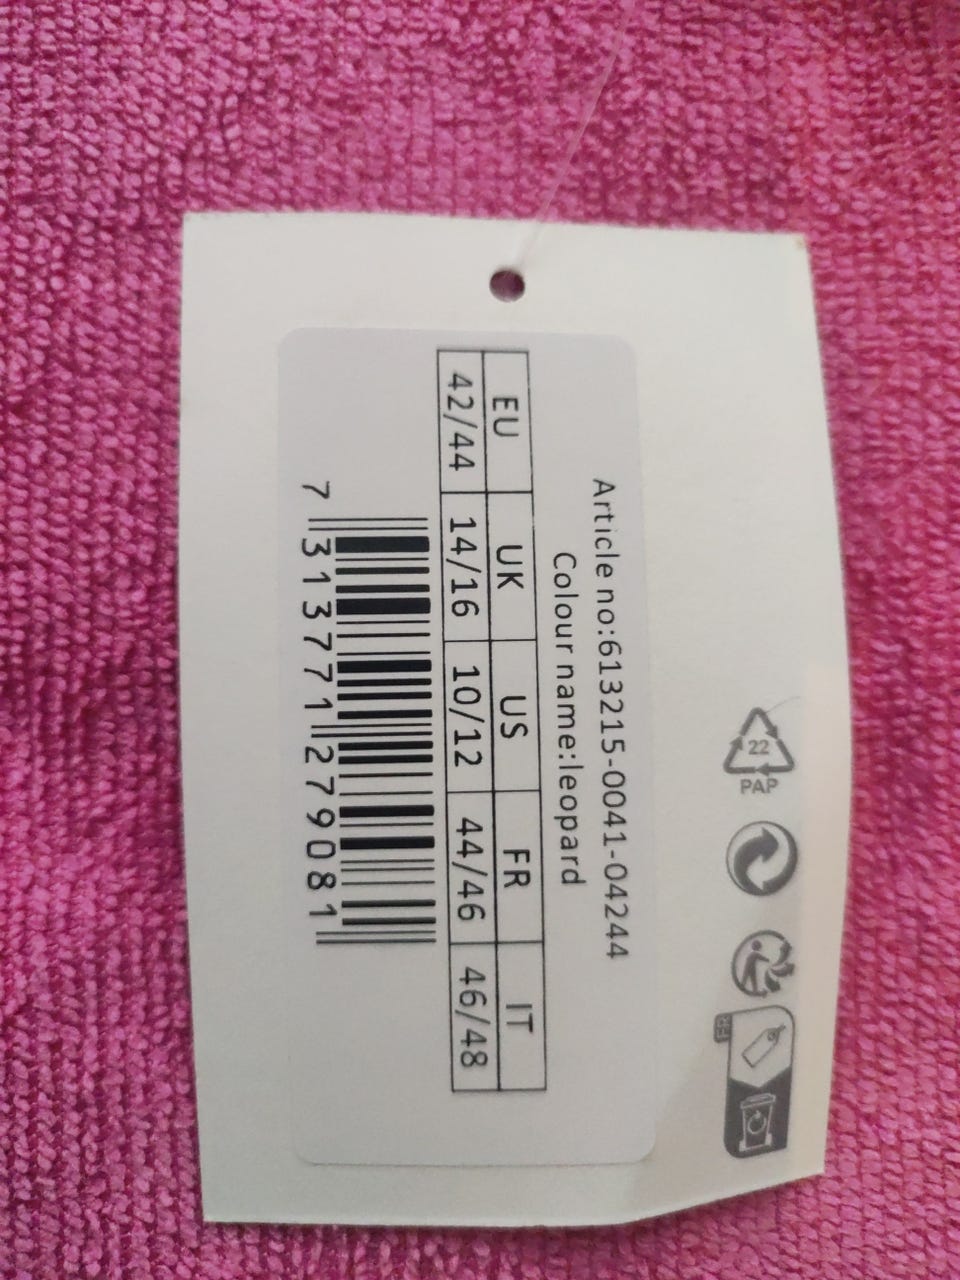 22
PAP
Article no:613215-0041-04244
Colour name:leopard
EU UK US FR IT
42/44 14/16 10/12 44/46 46/48
7 313771 279081